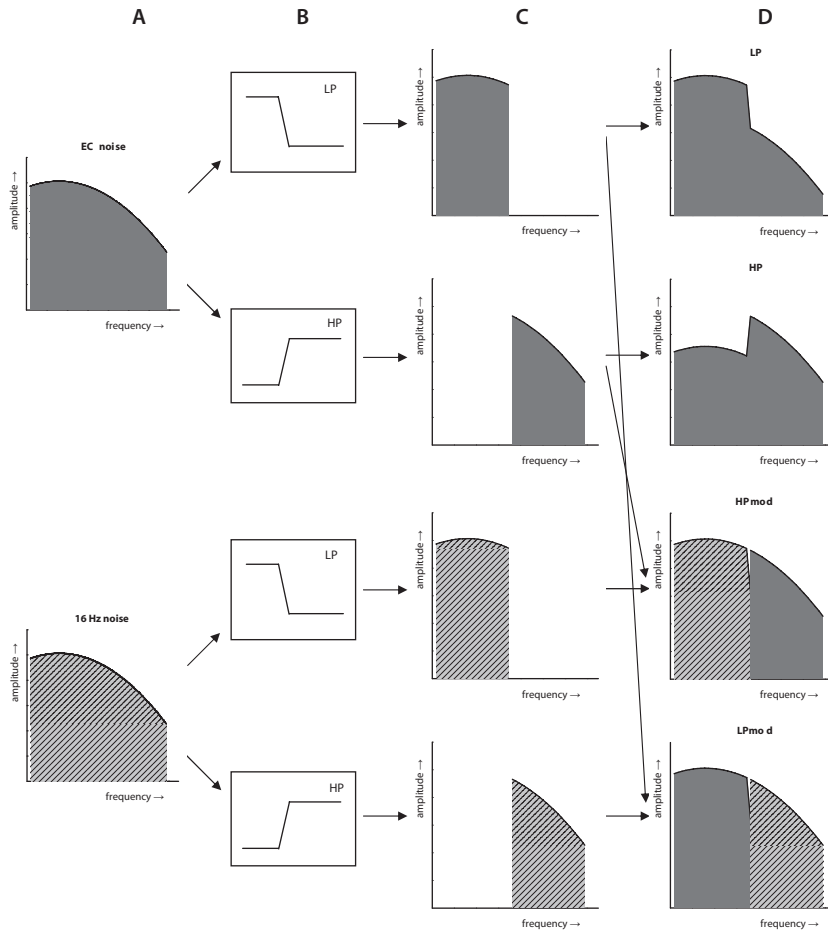 A B C D
LP
LP
amplitude →
amplitude →
EC noise
amplitude →
frequency →
frequency →
HP
HP
amplitude →
amplitude →
frequency →
frequency →
frequency →
HPmod
LP
amplitude →
amplitude →
16 Hz noise
amplitude →
frequency →
frequency →
LPmod
HP
amplitude →
amplitude →
frequency →
frequency →
frequency →